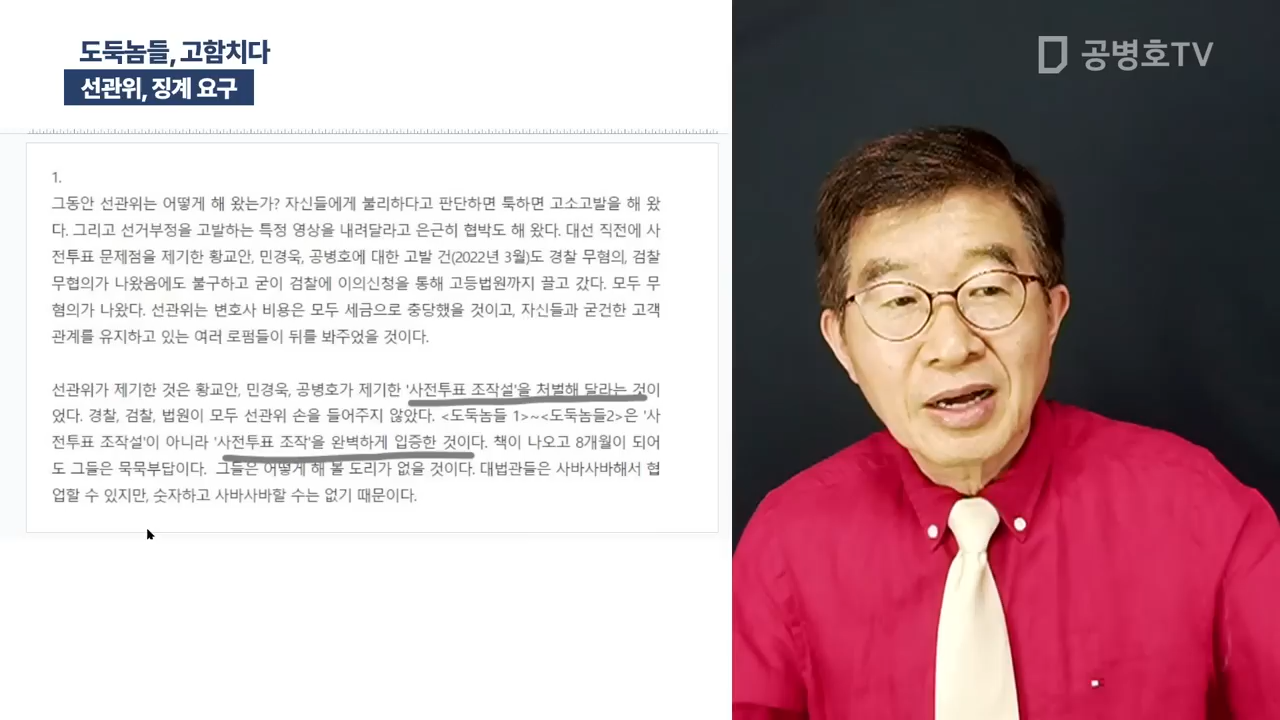 도둑놈들, 고함치다
선관위, 징계 요구
공병호TV
1.
그동안 선관위는 어떻게 해 왔는가? 자신들에게 불리하다고 판단하면 툭하면 고소고발을 해 왔
다. 그리고 선거부정을 고발하는 특정 영상을 내려달라고 은근히 협박도 해 왔다. 대선 직전에 사
전투표 문제점을 제기한 황교안, 민경욱, 공병호에 대한 고발 건(2022년 3월)도 경찰 무혐의, 검찰
무협의가 나왔음에도 불구하고 굳이 검찰에 이의신청을 통해 고등법원까지 끌고 갔다. 모두 무
혐의가 나왔다. 선관위는 변호사 비용은 모두 세금으로 충당했을 것이고, 자신들과 굳건한 고객
관계를 유지하고 있는 여러 로펌들이 뒤를 봐주었을 것이다.
선관위가 제기한 것은 황교안, 민경욱, 공병호가 제기한 '사전투표 조작설'을 처벌해 달라는 것이
었다. 경찰, 검찰, 법원이 모두 선관위 손을 들어주지 않았다. <도둑놈들 1>~<도둑놈들2>은 '사
전투표 조작설'이 아니라 '사전투표 조작'을 완벽하게 입증한 것이다. 책이 나오고 8개월이 되어
도 그들은 묵묵부답이다. 그들은 어떻게 해 볼 도리가 없을 것이다. 대법관들은 사바사바해서 협
업할 수 있지만, 숫자하고 사바사바할 수는 없기 때문이다.